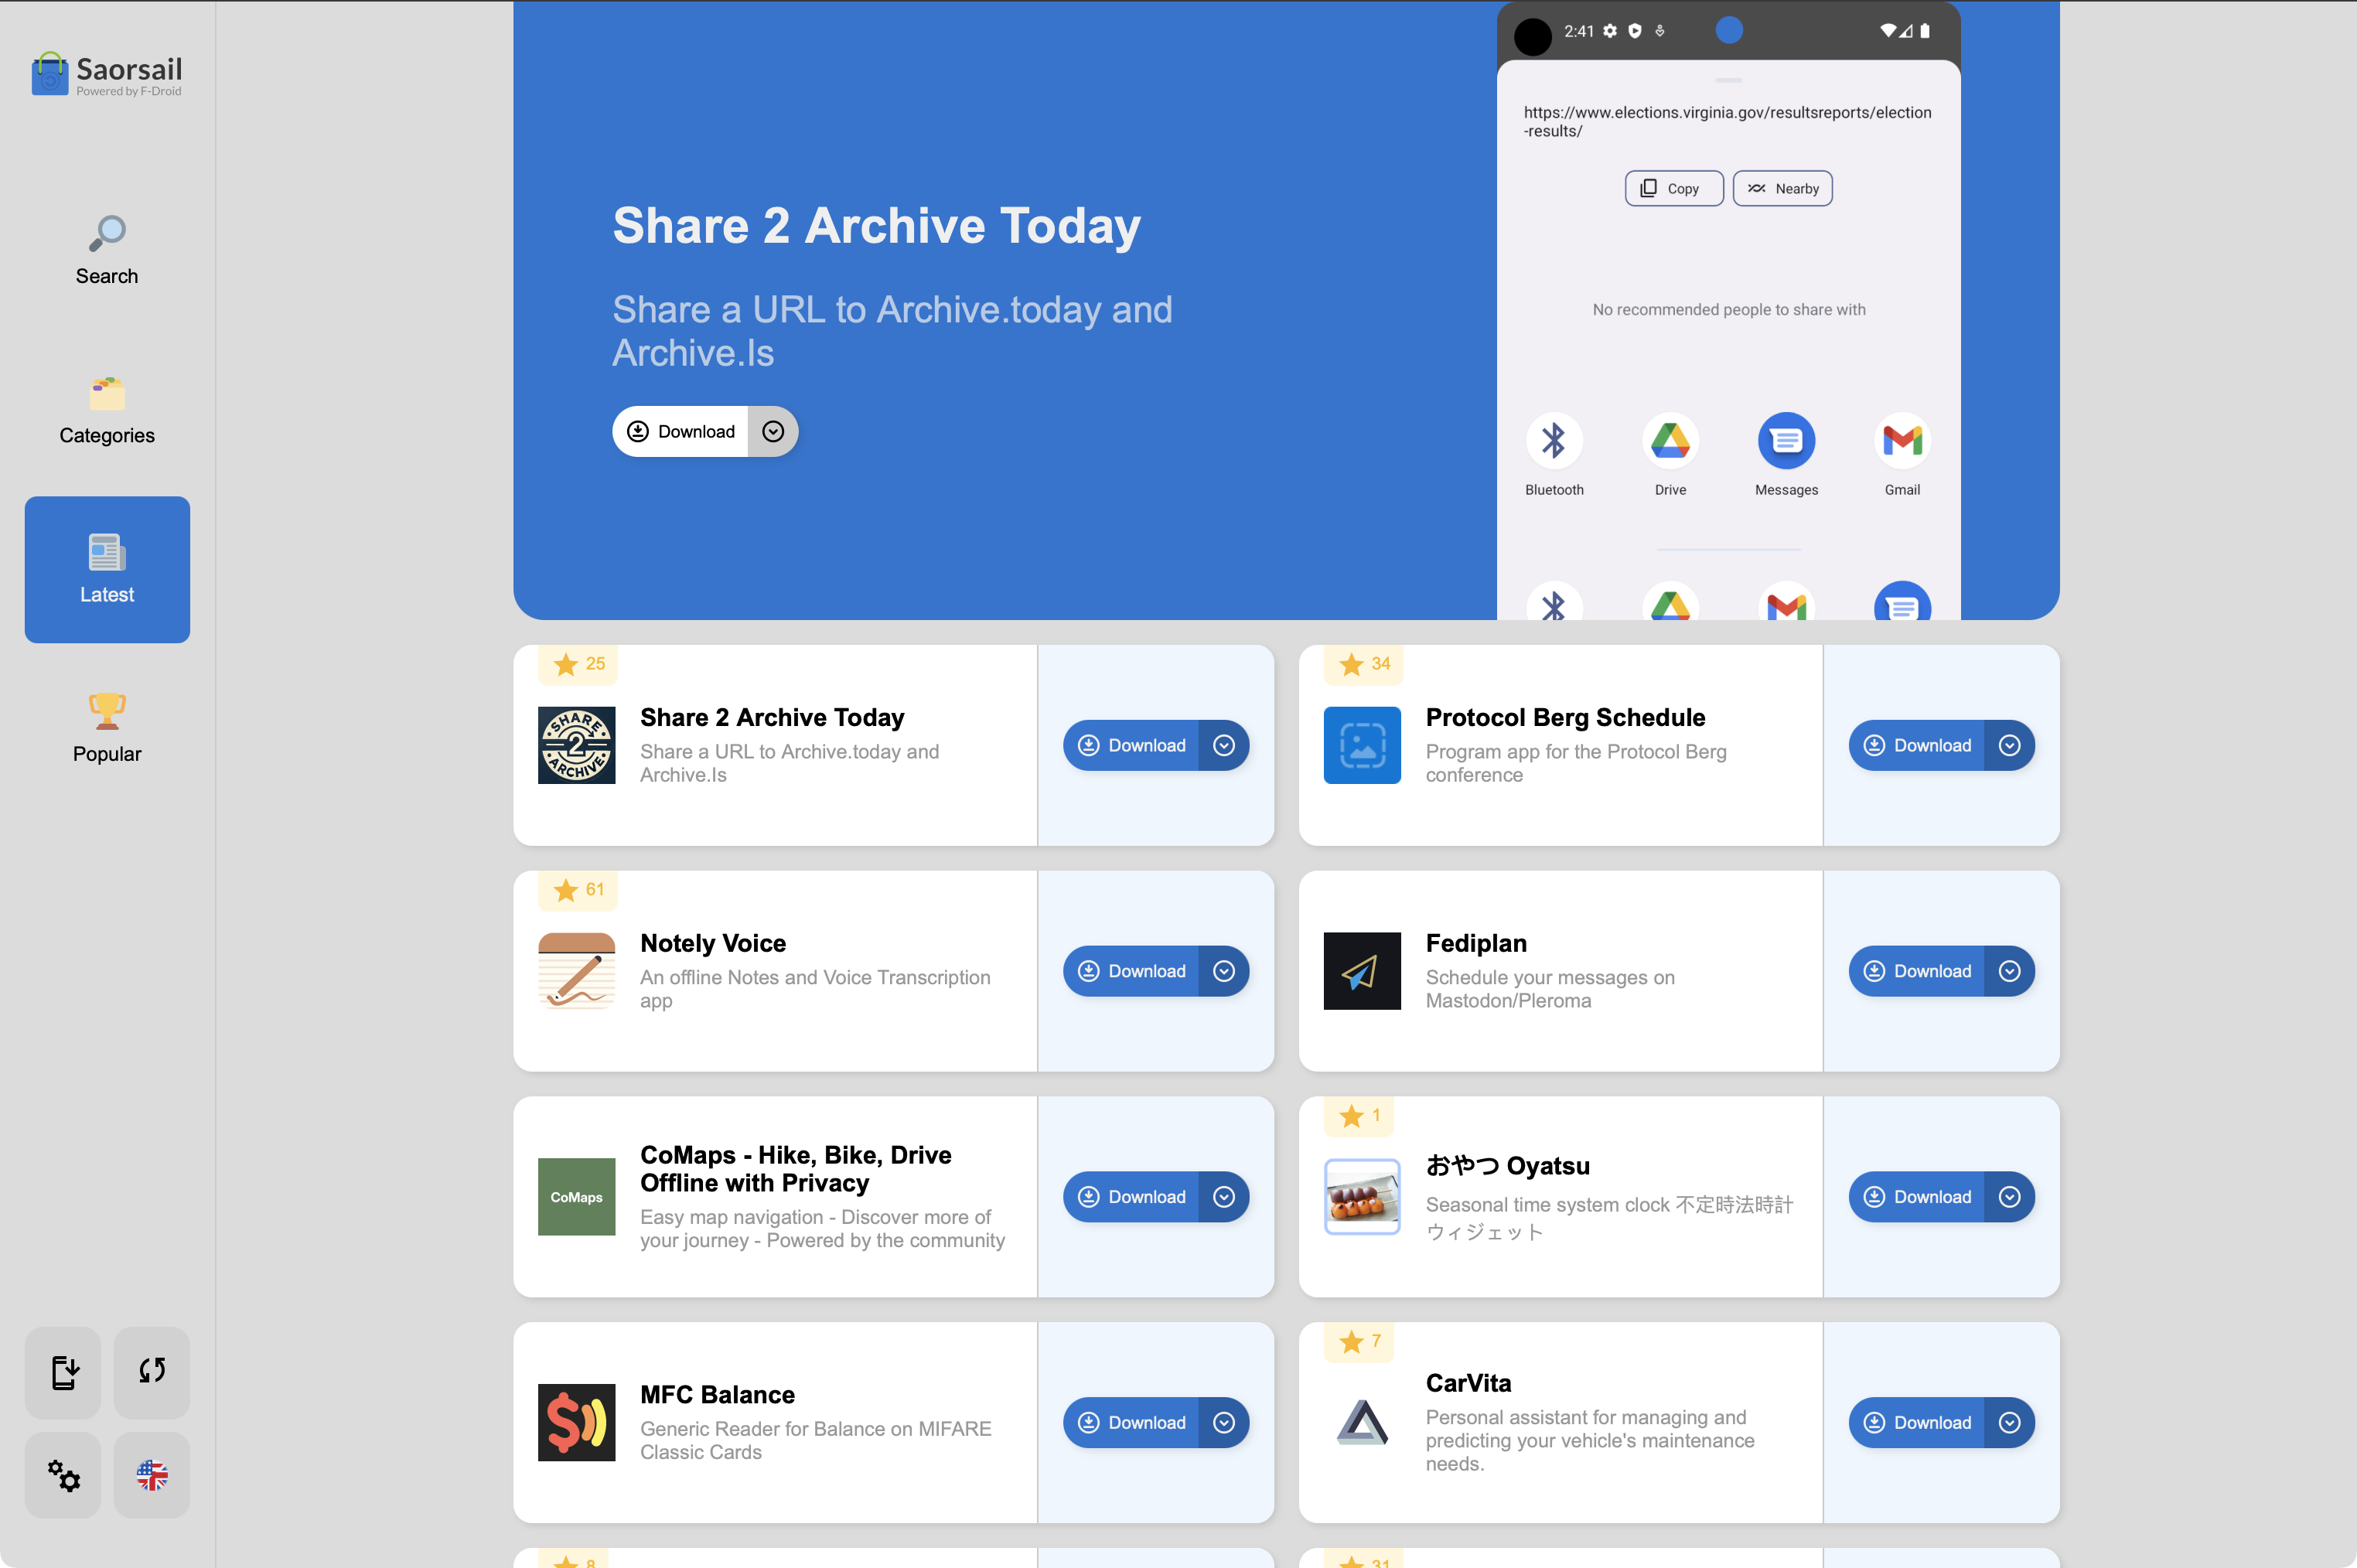 Saorsail
Powered by F-Droid
Search
Categories
Latest
Popular
Share 2 Archive Today
Share a URL to Archive.today and
Archive.Is
Download
2:41
https://www.elections.virginia.gov/resultsreports/election
-results/
Copy
Nearby
No recommended people to share with
Bluetooth
Drive
Messages
Gmail
25
SHARE
2
ARCHIVE
Share 2 Archive Today
Share a URL to Archive.today and
Archive.Is
Download
34
Protocol Berg Schedule
Program app for the Protocol Berg
conference
Download
61
Notely Voice
An offline Notes and Voice Transcription
app
Download
Fediplan
Schedule your messages on
Mastodon/Pleroma
Download
CoMaps
CoMaps - Hike, Bike, Drive
Offline with Privacy
Easy map navigation - Discover more of
your journey - Powered by the community
Download
1
おやつ Oyatsu
Seasonal time system clock 不定時法時計
ウィジェット
Download
MFC Balance
Generic Reader for Balance on MIFARE
Classic Cards
Download
7
CarVita
Personal assistant for managing and
predicting your vehicle's maintenance
needs.
Download
8
31